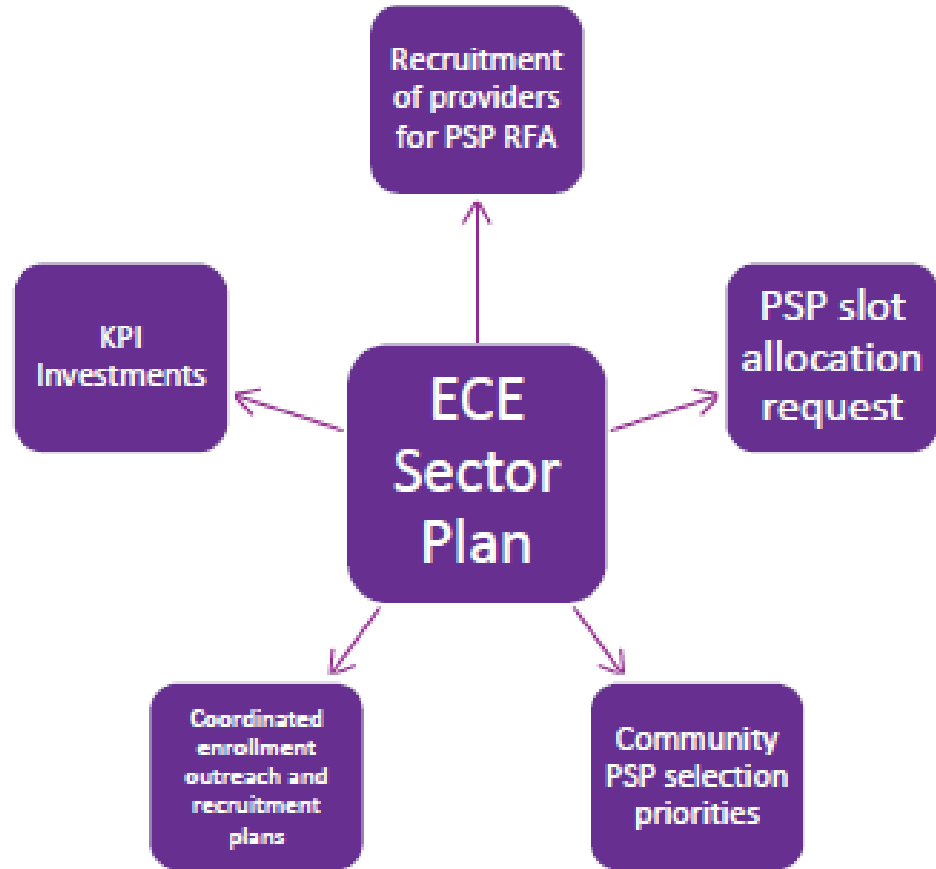 Recruitment
of providers
for PSP RFA
KPI
Investments
PSP slot
allocation
request
ECE
Sector
Plan
Coordinated
enrollment
outreach and
recruitment
plans
Community
PSP selection
priorities